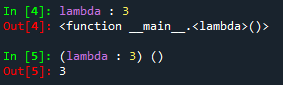 In [4]: lambda : 3
Out[4]: <function __main__.<lambda>()>
In [5]: (lambda : 3) ()
Out[5]: 3